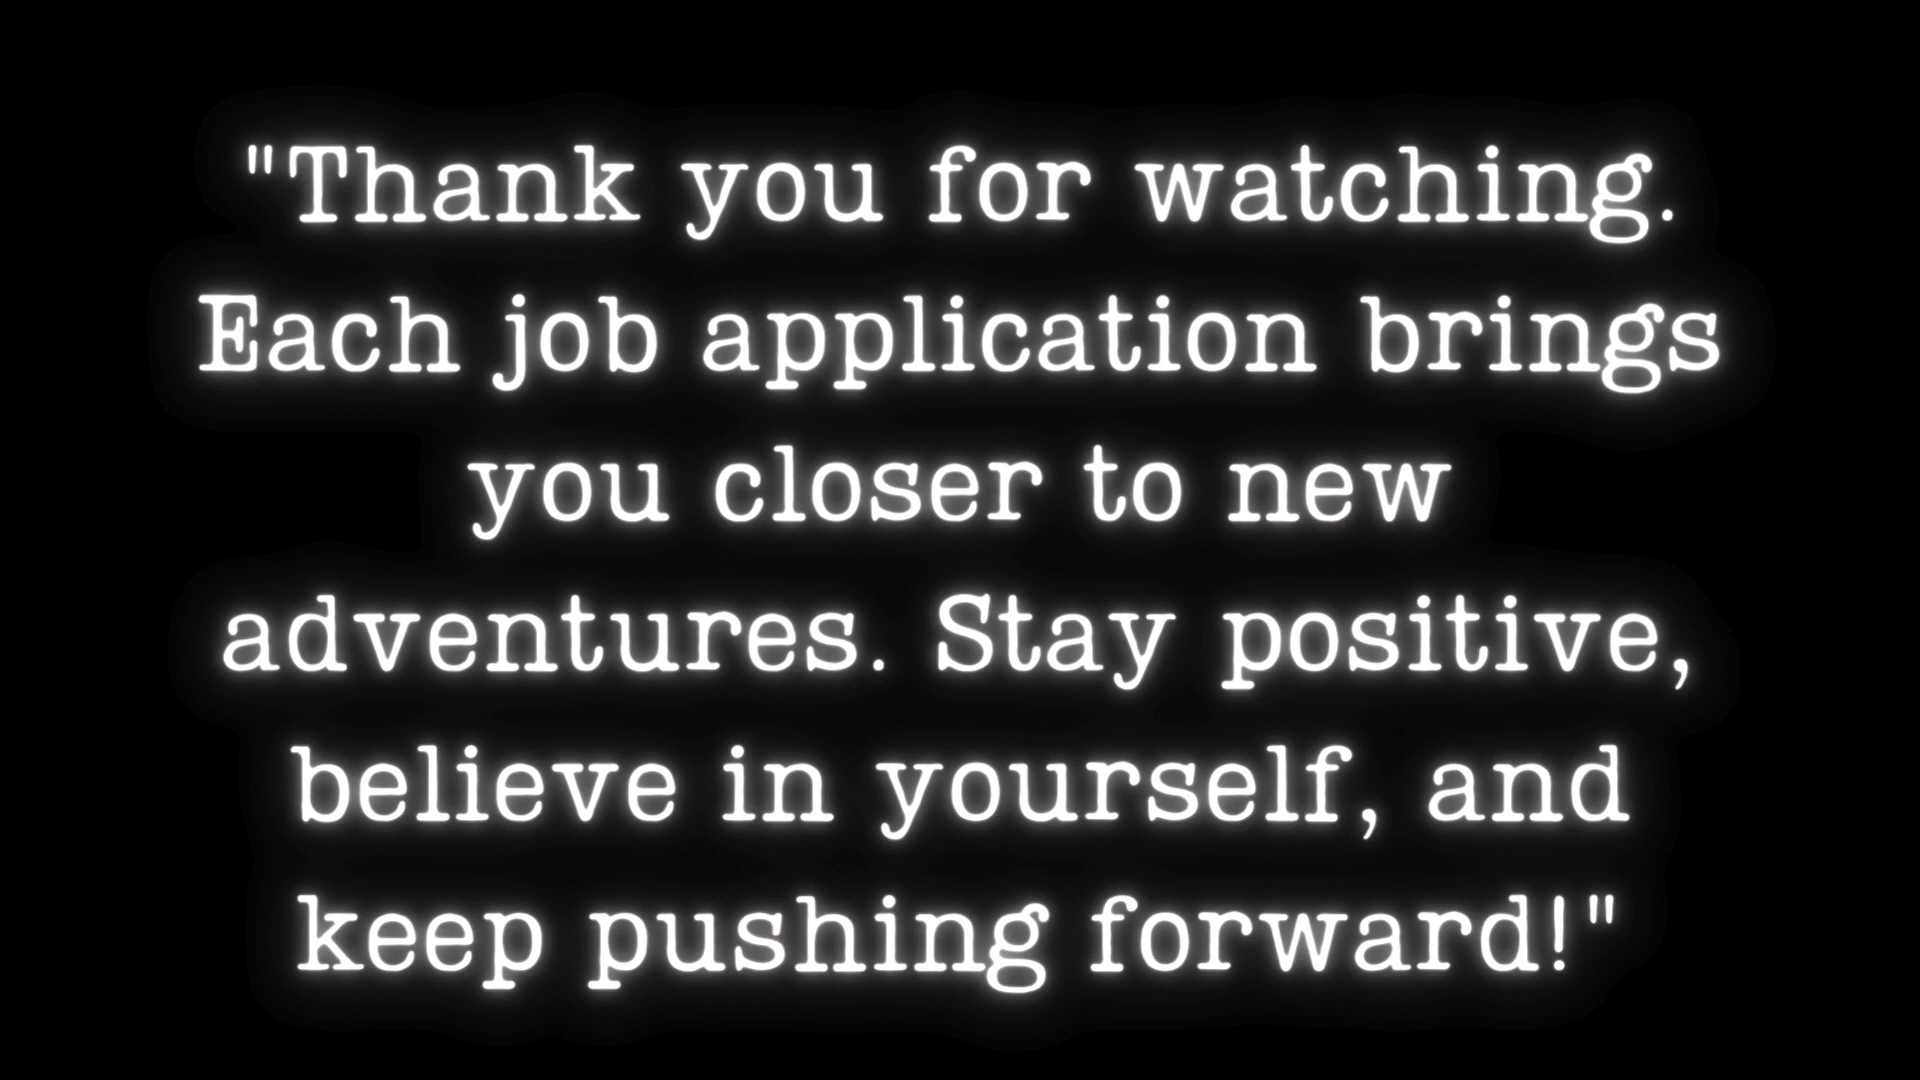 "Thank you for watching.
Each job application brings
you closer to new
adventures. Stay positive,
believe in yourself, and
keep pushing forward!"